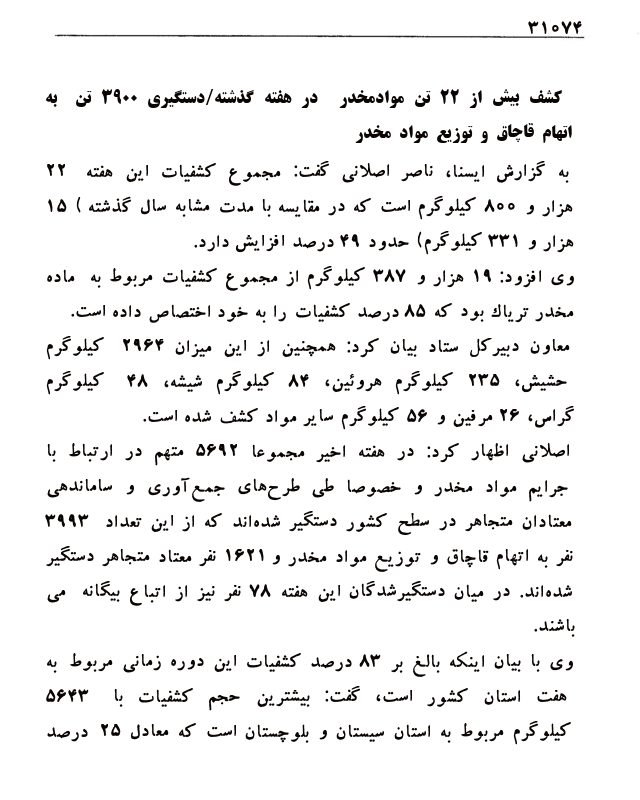 ۳۱۰۷۴
کشف بیش از ۲۲ تن موادمخدر در هفته گذشته/دستگیری ۳۹۰۰ تن به
اتهام قاچاق و توزیع مواد مخدر
به گزارش ایسنا، ناصر اصلانی گفت: مجموع کشفیات این هفته ۲۲
هزار و ۸۰۰ کیلوگرم است که در مقایسه با مدت مشابه سال گذشته ) ۱۵
هزار و ۳۳۱ کیلوگرم) حدود ۴۹ درصد افزایش دارد.
وی افزود: ۱۹ هزار و ۳۸۷ کیلوگرم از مجموع کشفیات مربوط به ماده
مخدر تریاك بود که ۸۵ درصد کشفیات را به خود اختصاص داده است.
معاون دبیرکل ستاد بیان کرد: همچنین از این میزان ۲۹۶۴ کیلوگرم
حشیش، ۲۳۵ کیلوگرم هروئین، ۸۴ کیلوگرم شیشه، ۴۸ کیلوگرم
گراس، ۲۶ مرفین و ۵۶ کیلوگرم سایر مواد کشف شده است.
اصلانی اظهار کرد: در هفته اخیر مجموعا ۵۶۹۲ متهم در ارتباط با
جرایم مواد مخدر و خصوصا طی طرح‌های جمع‌آوری و ساماندهی
معتادان متجاهر در سطح کشور دستگیر شده‌اند که از این تعداد ۳۹۹۳
نفر به اتهام قاچاق و توزیع مواد مخدر و ۱۶۲۱ نفر معتاد متجاهر دستگیر
شده‌اند. در میان دستگیرشدگان این هفته ۷۸ نفر نیز از اتباع بیگانه می
باشند.
وی با بیان اینکه بالغ بر ۸۳ درصد کشفیات این دوره زمانی مربوط به
هفت استان کشور است، گفت: بیشترین حجم کشفیات با ۵۶۴۳
کیلوگرم مربوط به استان سیستان و بلوچستان است که معادل ۲۵ درصد